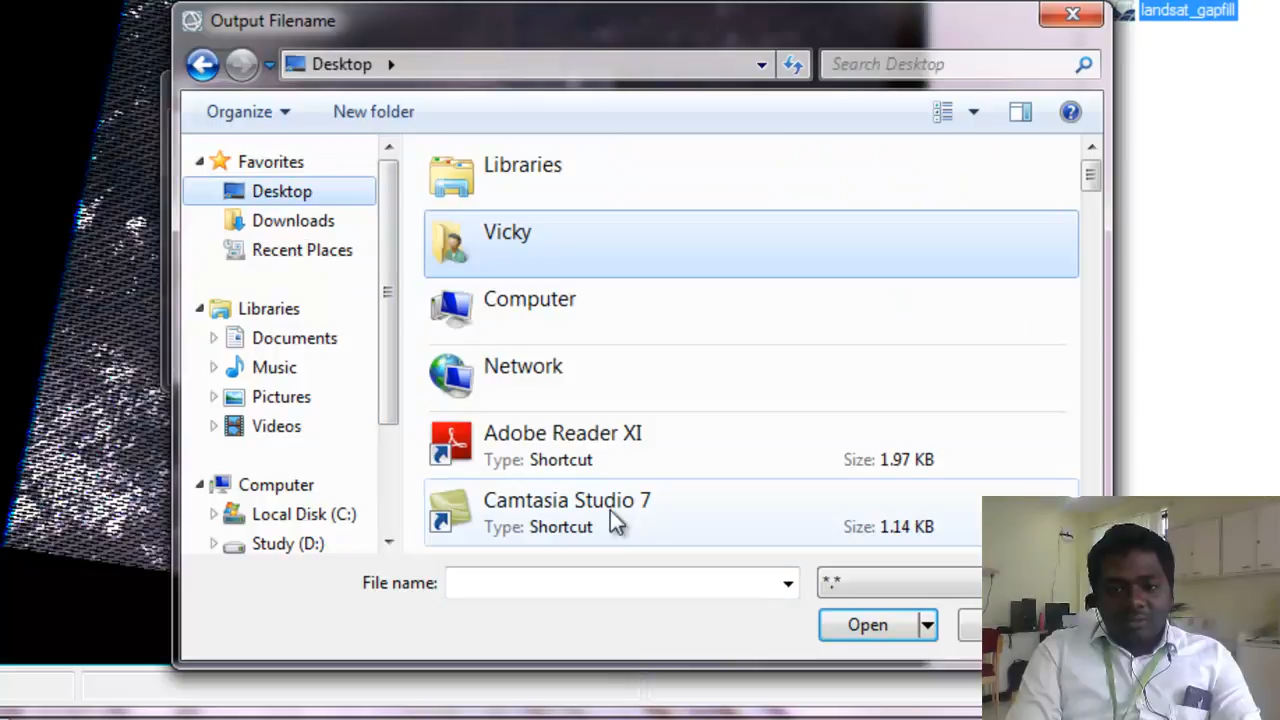 landsat_gapfill
Output Filename
Desktop
Search Desktop
Organize
New folder
Favorites
Desktop
Downloads
Recent Places
Libraries
Documents
Music
Pictures
Videos
Computer
Local Disk (C:)
Study (D:)
Libraries
Vicky
Computer
Network
Adobe Reader XI
Type: Shortcut Size: 1.97 KB
Camtasia Studio 7
Type: Shortcut Size: 1.14 KB
File name: *.*
Open